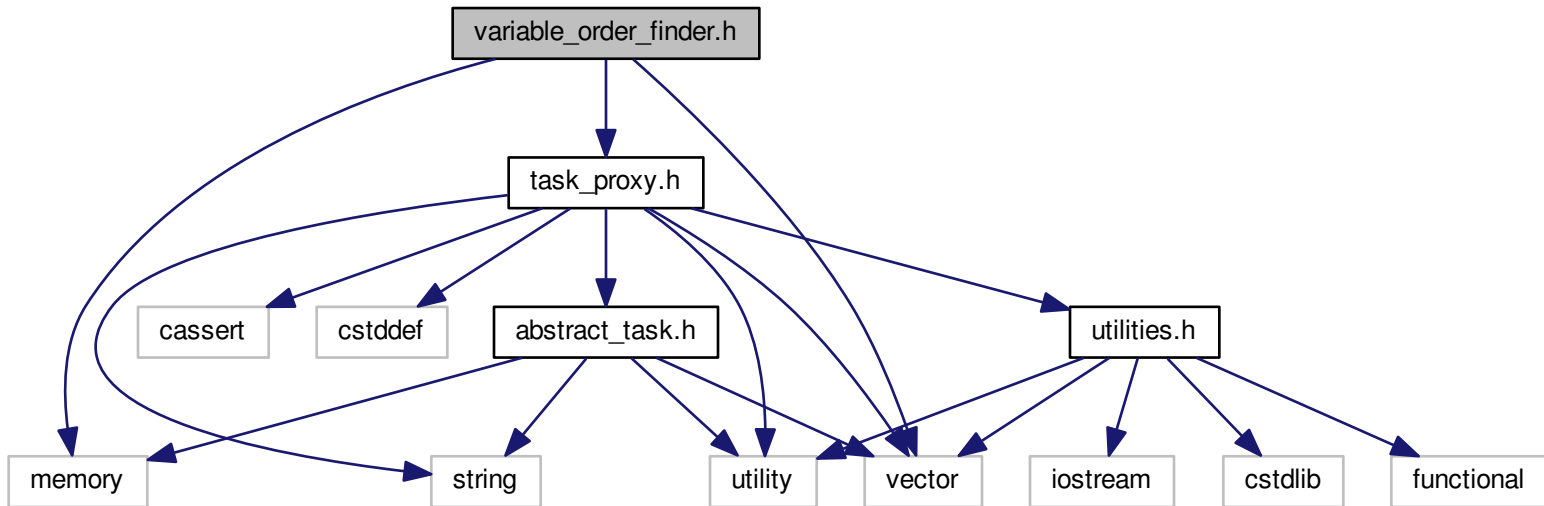 variable_order_finder.h
task_proxy.h
cassert
cstddef
abstract_task.h
utilities.h
memory
string
utility
vector
iostream
cstdlib
functional